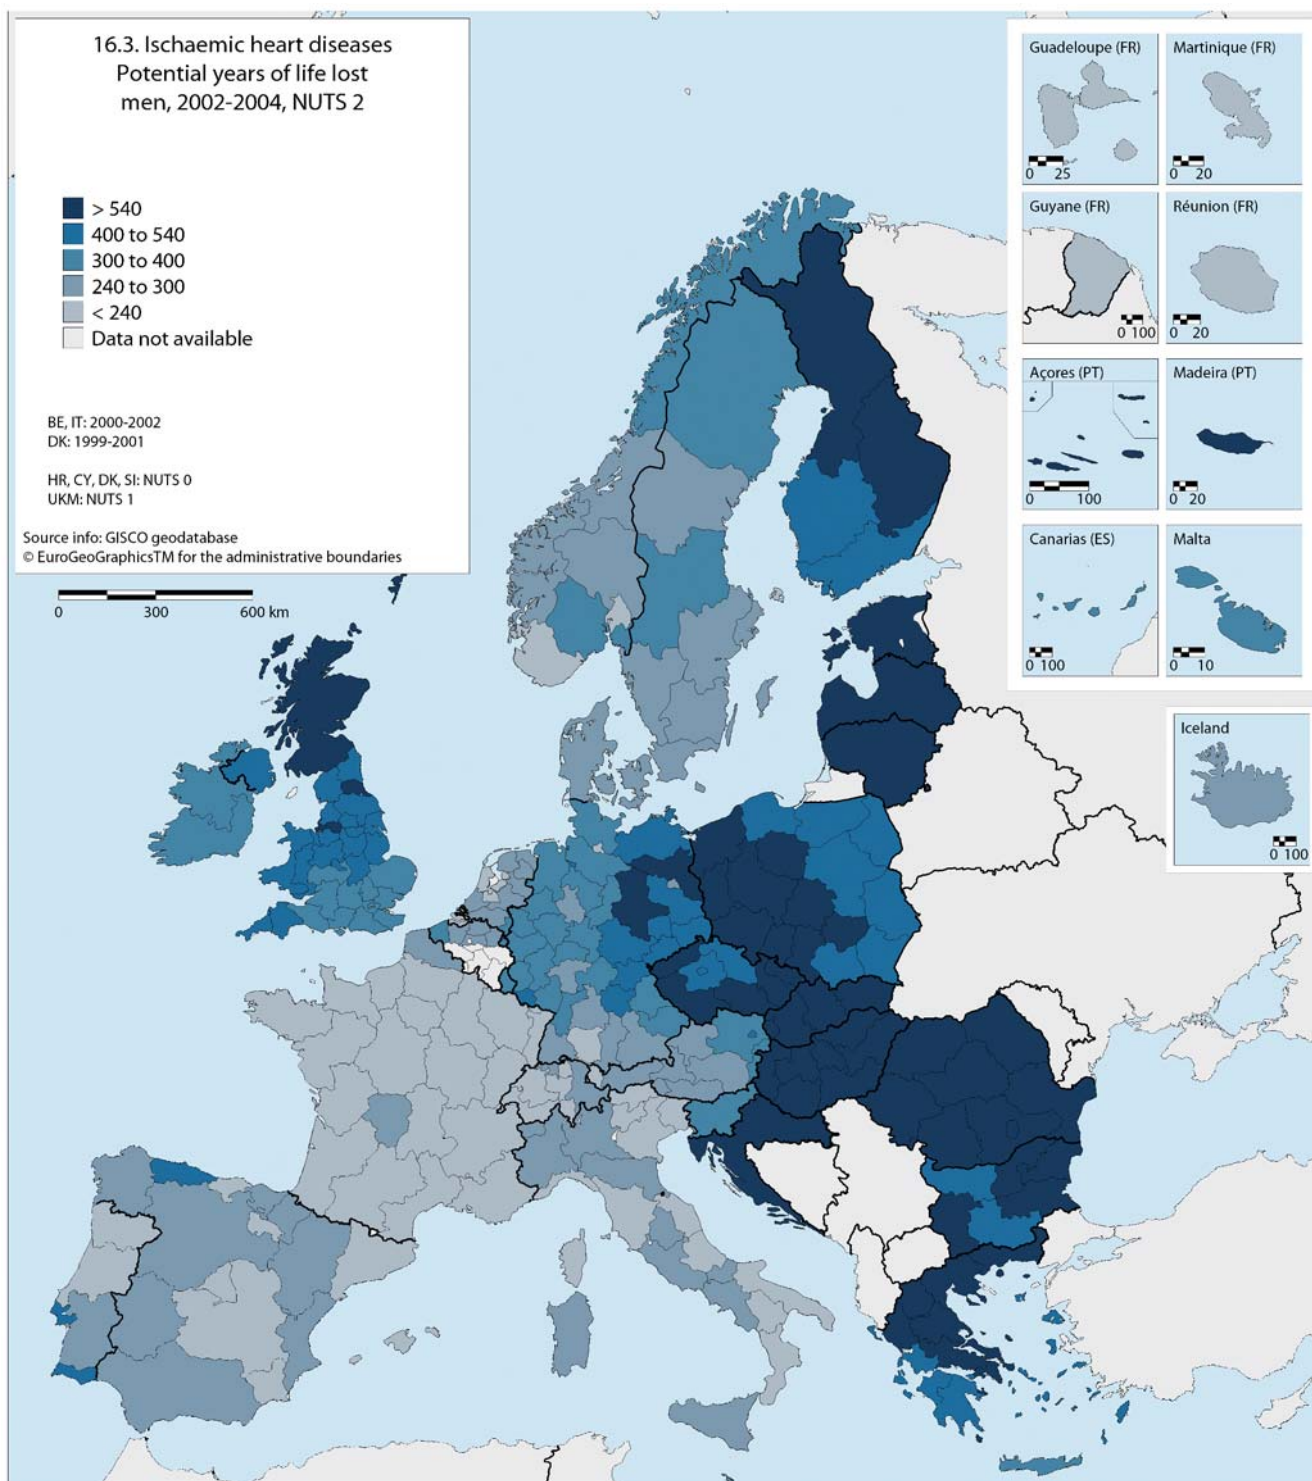 16.3. Ischaemic heart diseases
Potential years of life lost
men, 2002-2004, NUTS 2
> 540
400 to 540
300 to 400
240 to 300
< 240
Data not available
BE, IT: 2000-2002
DK: 1999-2001
HR, CY, DK, SI: NUTS 0
UKM: NUTS 1
Source info: GISCO geodatabase
© EuroGeoGraphicsTM for the administrative boundaries
0 300 600 km
Guadeloupe (FR)
0 25
Martinique (FR)
0 20
Guyane (FR)
0 100
Réunion (FR)
0 20
Açores (PT)
0 100
Madeira (PT)
0 20
Canarias (ES)
0 100
Malta
0 10
Iceland
0 100